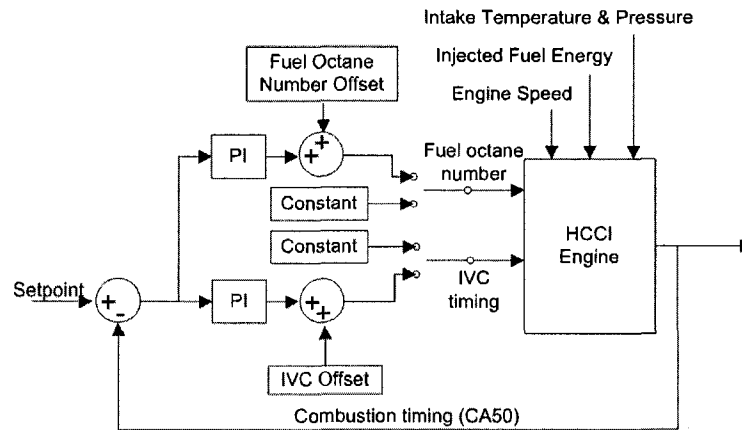 Intake Temperature & Pressure
Injected Fuel Energy
Engine Speed
Fuel Octane
Number Offset
PI
+
+
Fuel octane
number
Constant
Constant
HCCI
Engine
IVC
timing
Setpoint
+
-
PI
+
+
IVC Offset
Combustion timing (CA50)